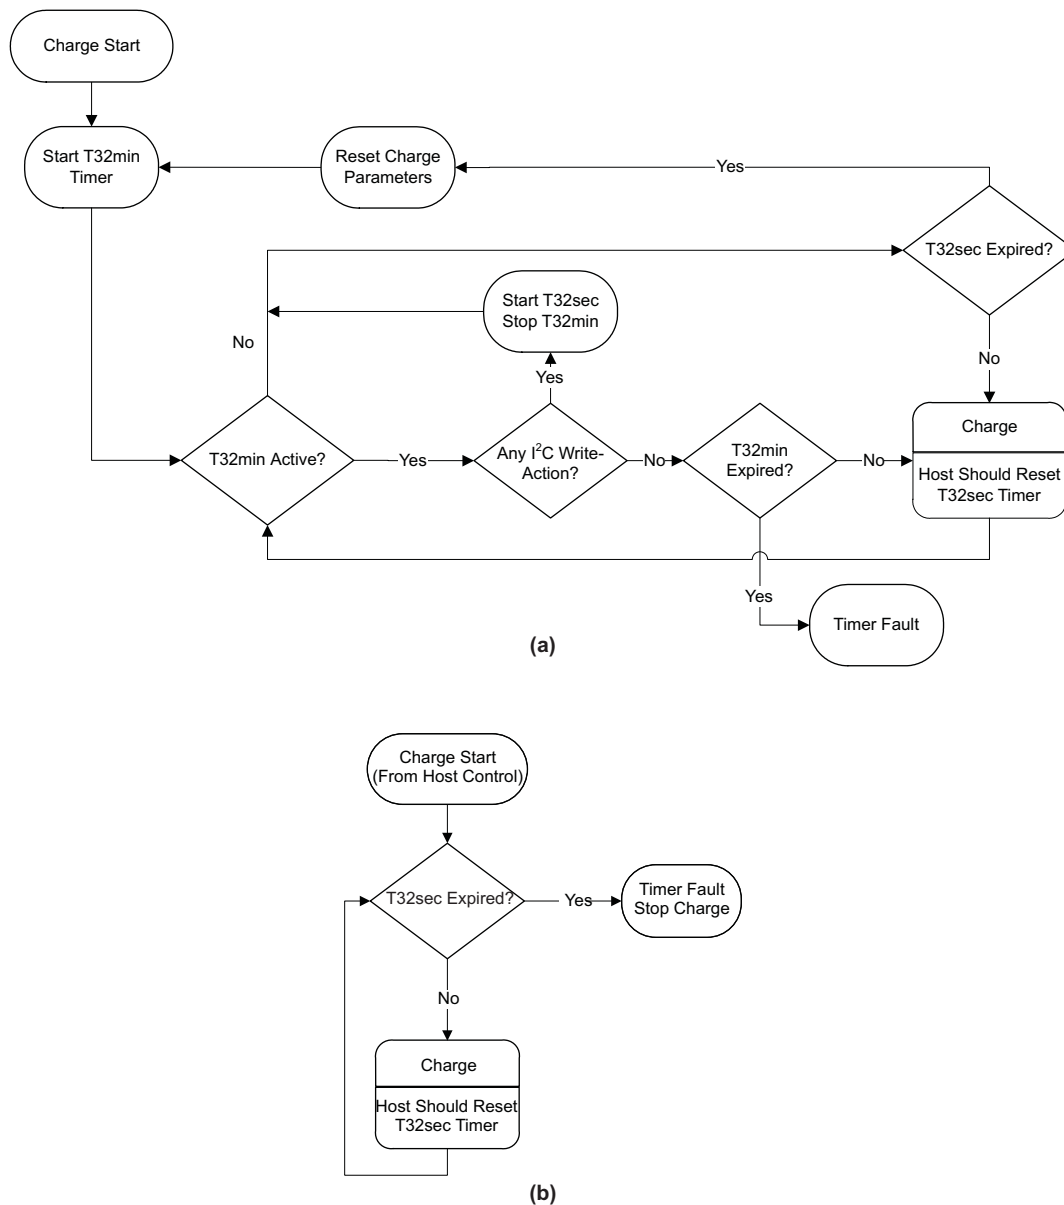 Charge Start
Start T32min
Timer
Reset Charge
Parameters
Yes
T32sec Expired?
Start T32sec
Stop T32min
No
No
Yes
Charge
T32min Active?
Yes
Any I²C Write-
Action?
No
T32min
Expired?
No
Host Should Reset
T32sec Timer
Yes
Timer Fault
(a)
Charge Start
(From Host Control)
T32sec Expired?
Yes
Timer Fault
Stop Charge
No
Charge
Host Should Reset
T32sec Timer
(b)